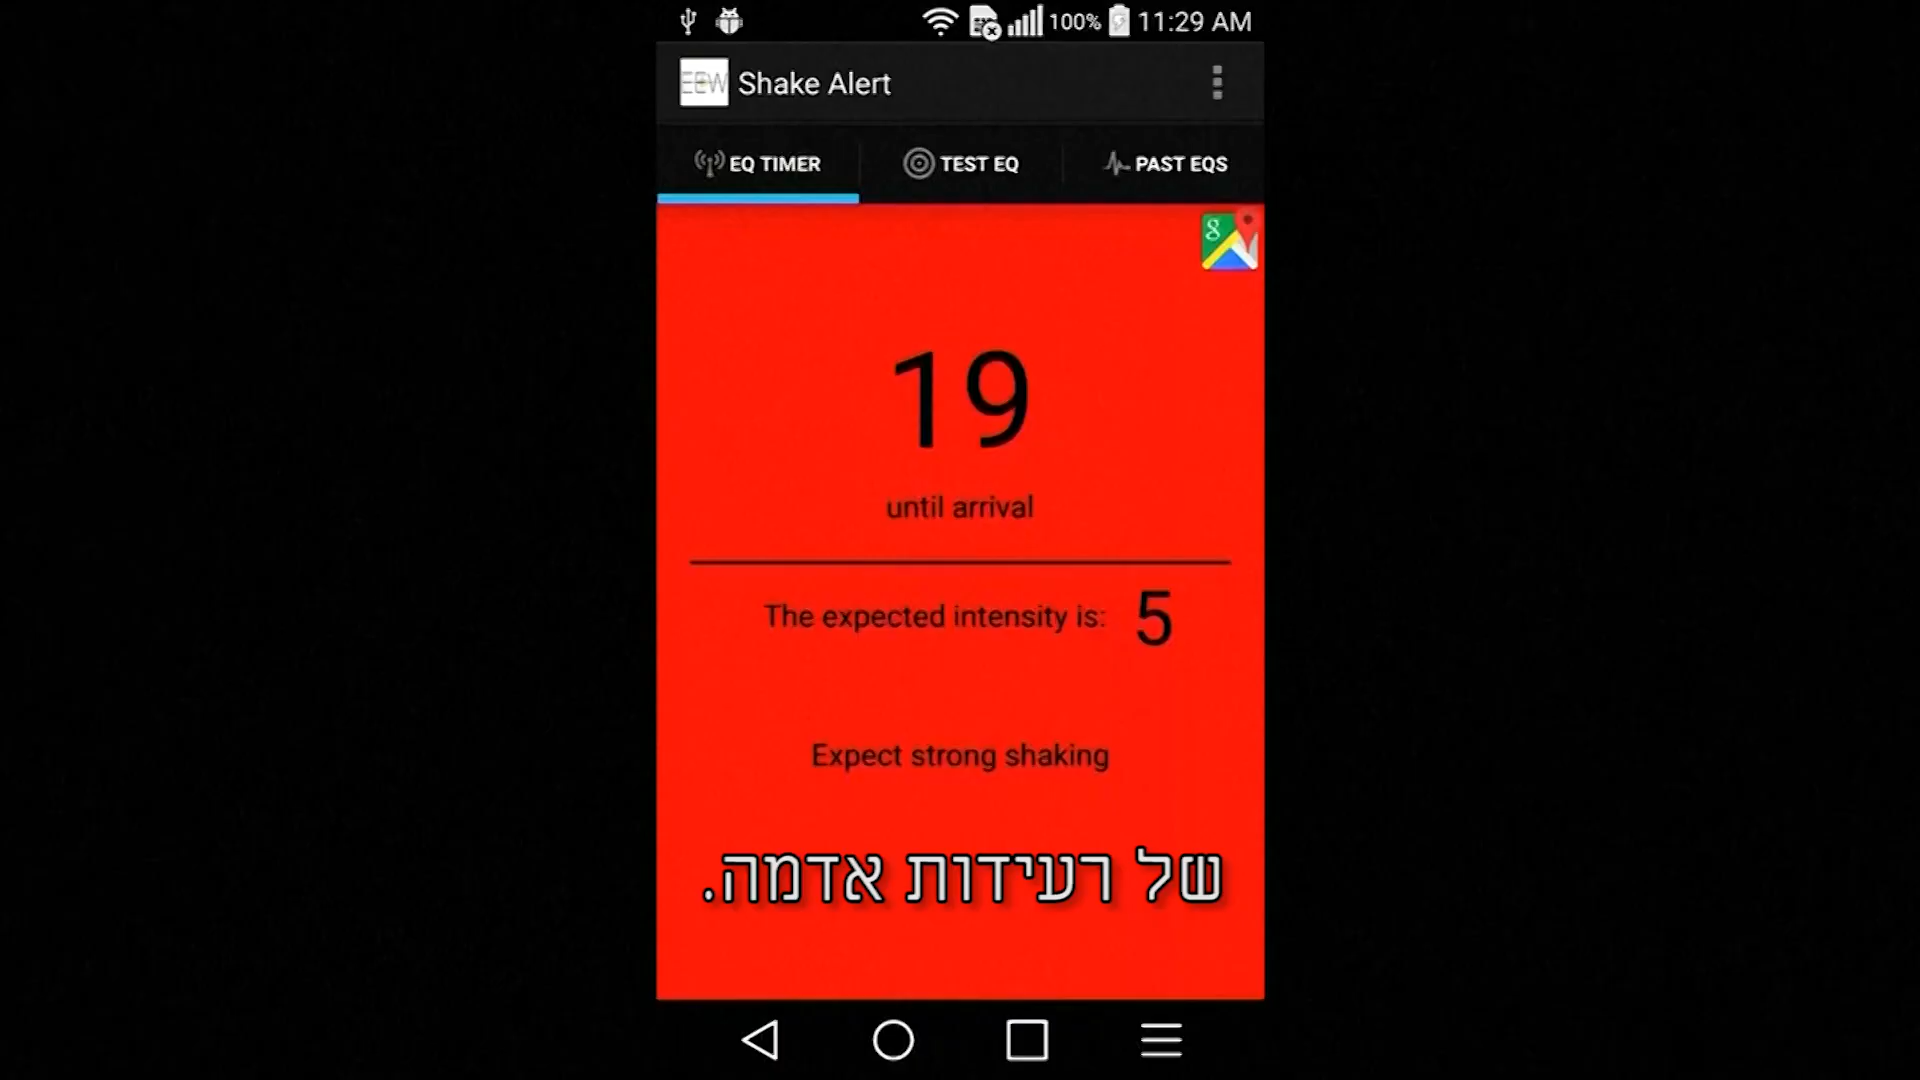 100% 11:29 AM
EEW Shake Alert
EQ TIMER TEST EQ PAST EQS
19
until arrival
The expected intensity is: 5
Expect strong shaking
של רעידות אדמה.